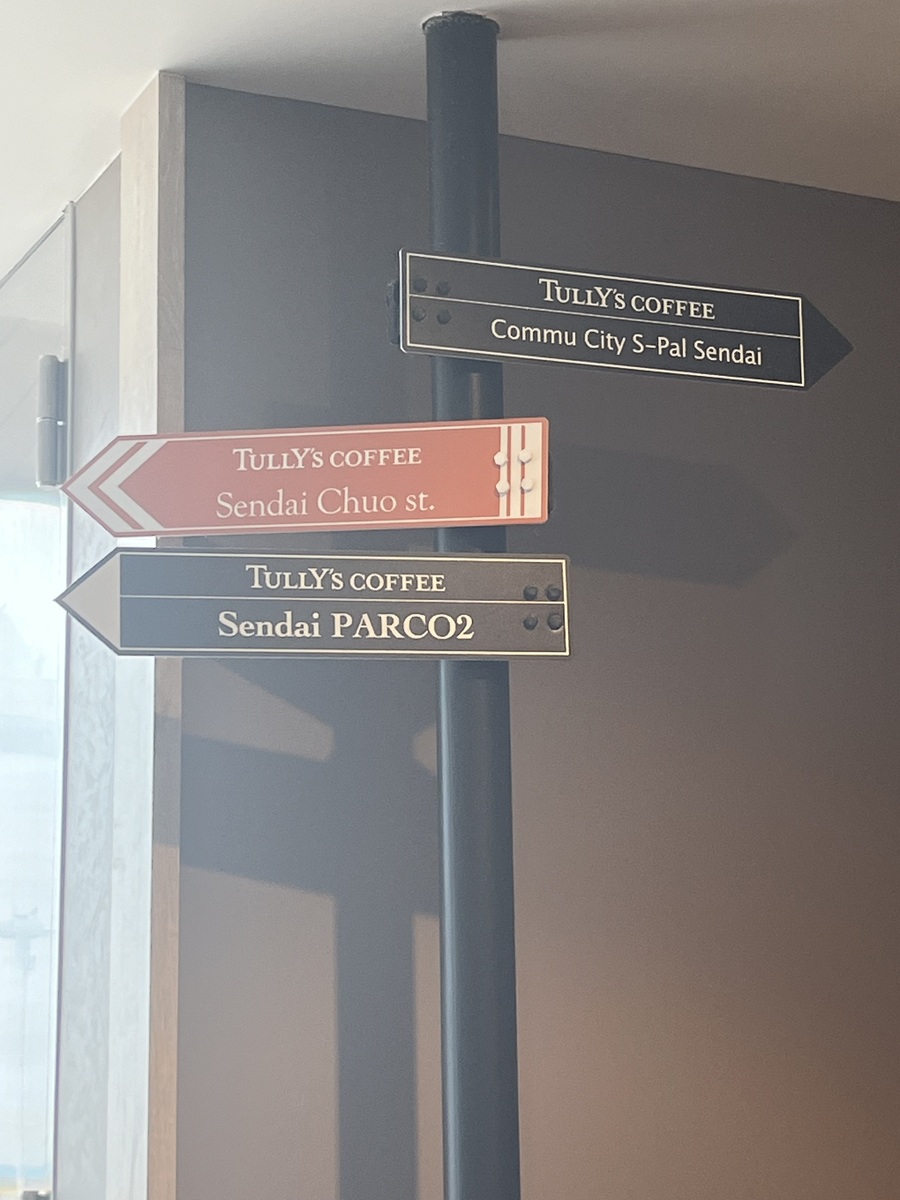 TULLY'S COFFEE
Commu City S-Pal Sendai
TULLY'S COFFEE
Sendai Chuo st.
TULLY'S COFFEE
Sendai PARCO2